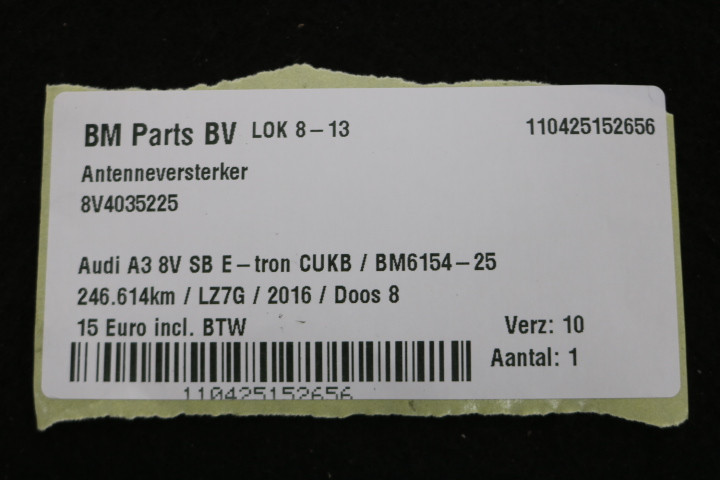 BM Parts BV LOK 8-13 110425152656
Antenneversterker
8V4035225
Audi A3 8V SB E-tron CUKB / BM6154-25
246.614km / LZ7G / 2016 / Doos 8
15 Euro incl. BTW Verz: 10
Aantal: 1
110425152656